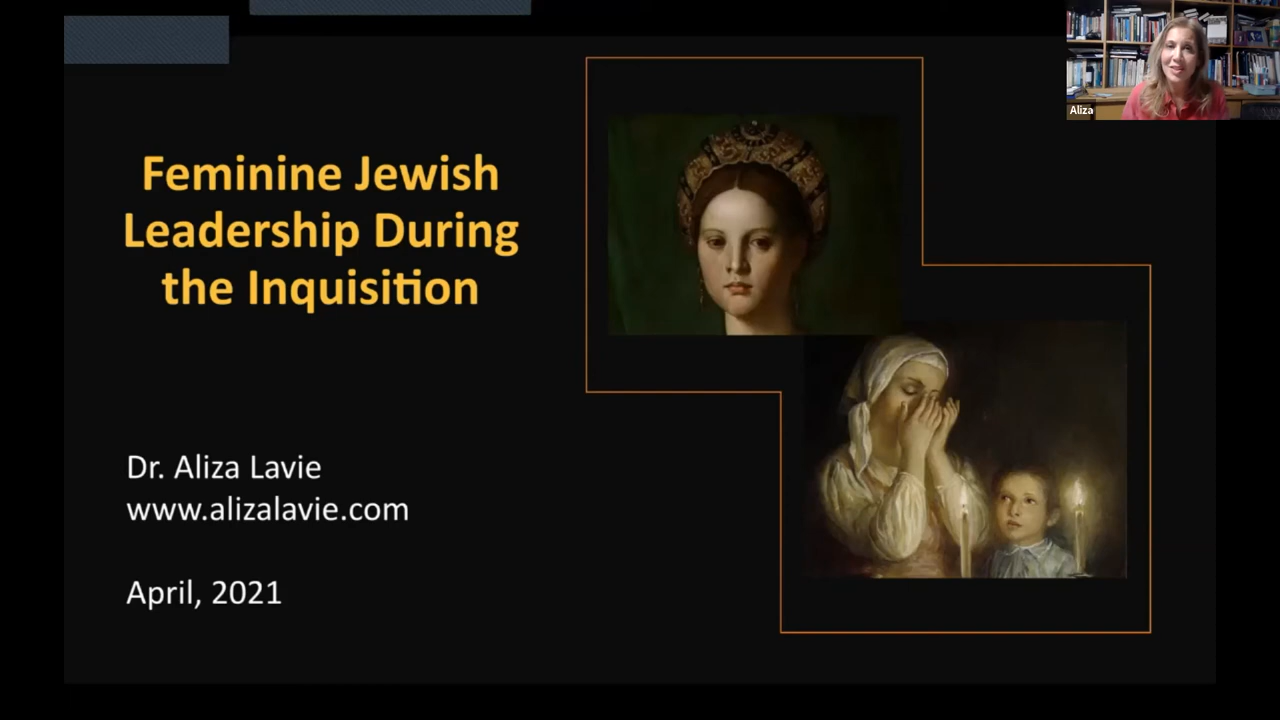 Feminine Jewish
Leadership During
the Inquisition
Dr. Aliza Lavie
www.alizalavie.com
April, 2021
Aliza